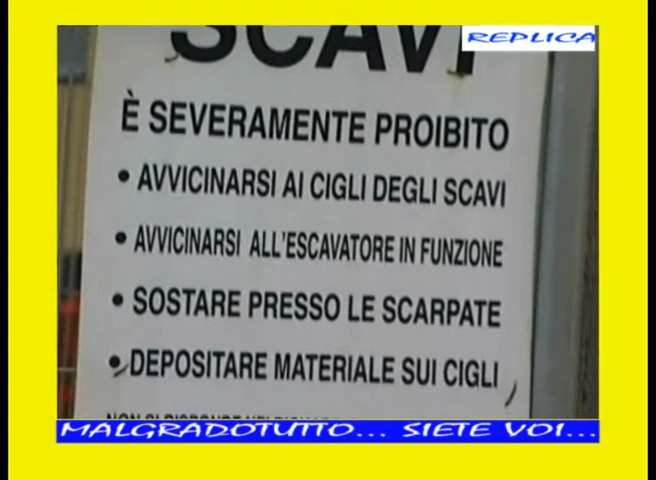 REPLICA
SCAVI
È SEVERAMENTE PROIBITO
• AVVICINARSI AI CIGLI DEGLI SCAVI
• AVVICINARSI ALL'ESCAVATORE IN FUNZIONE
• SOSTARE PRESSO LE SCARPATE
• DEPOSITARE MATERIALE SUI CIGLI
MALGRADOTUTTO... SIETE VOI...